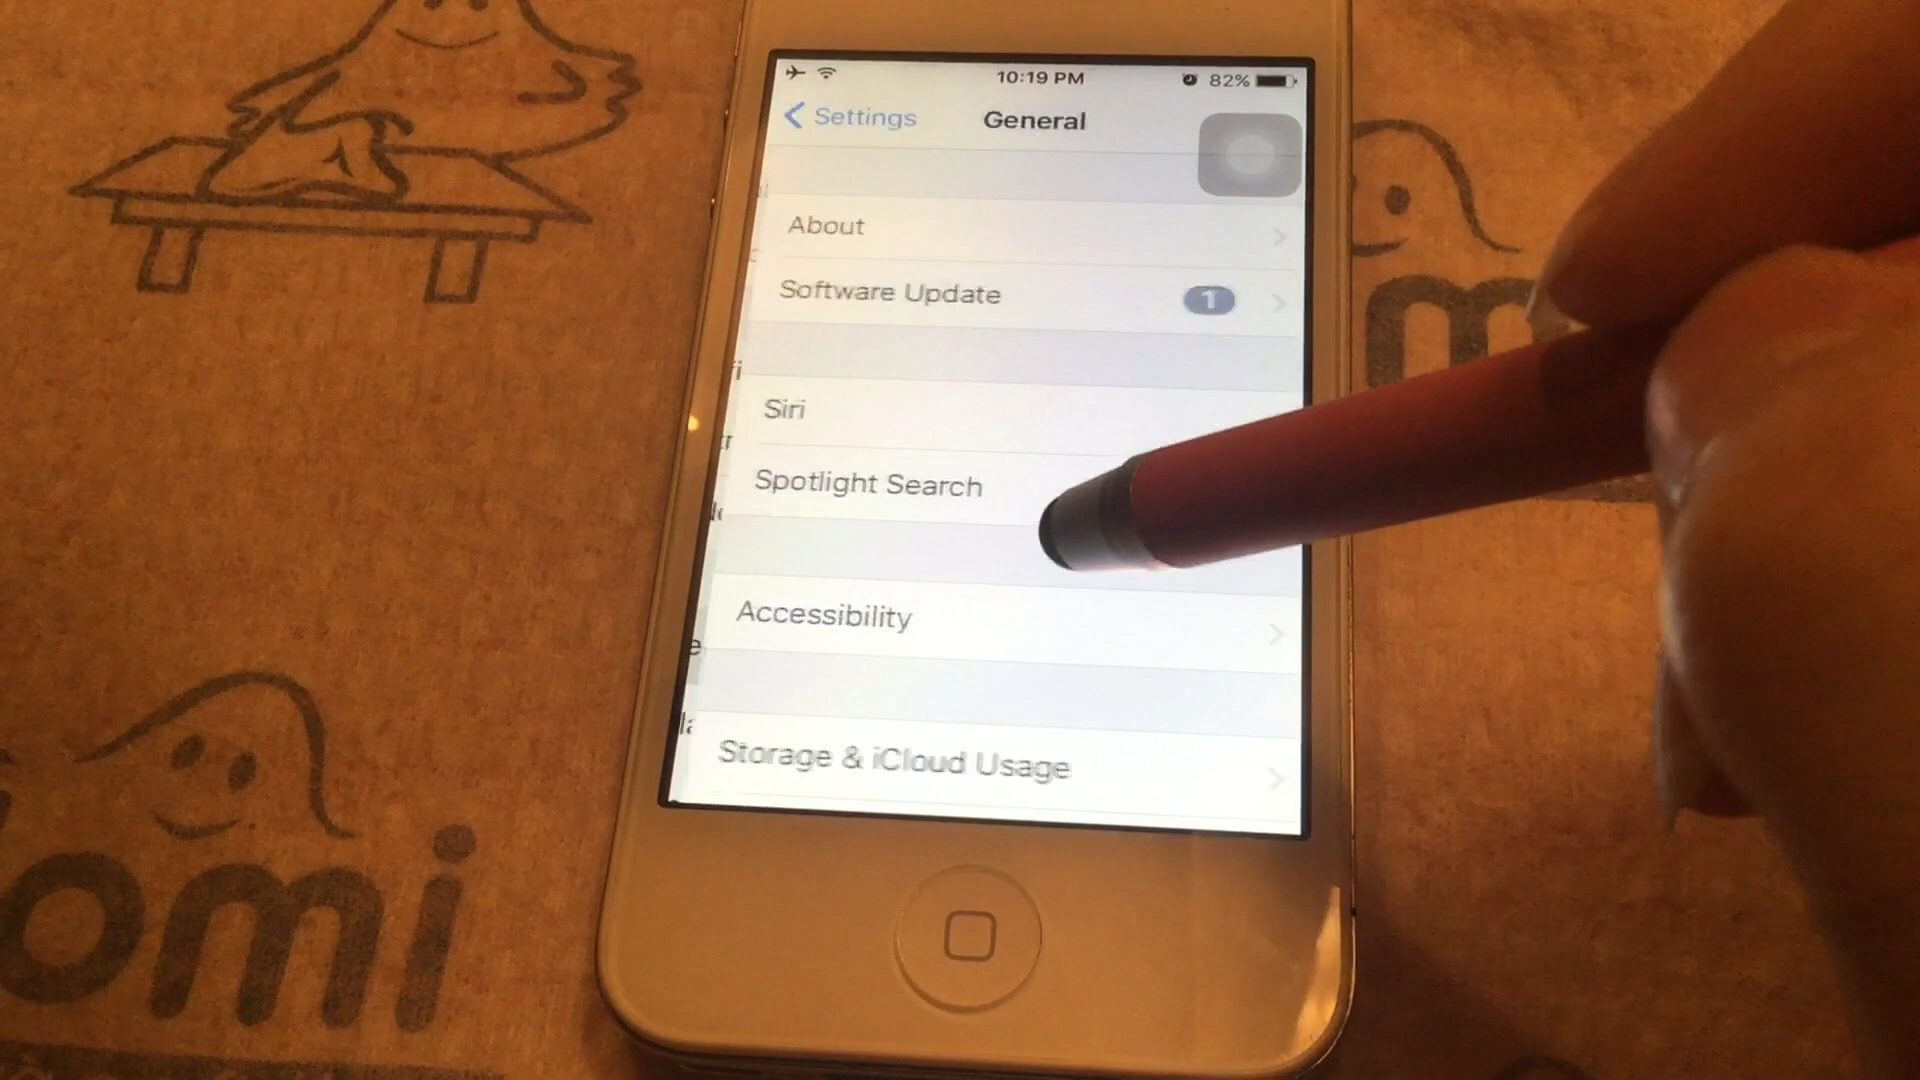 10:19 PM
82%
Settings
General
About
Software Update
1
Siri
Spotlight Search
Accessibility
Storage & iCloud Usage
omi